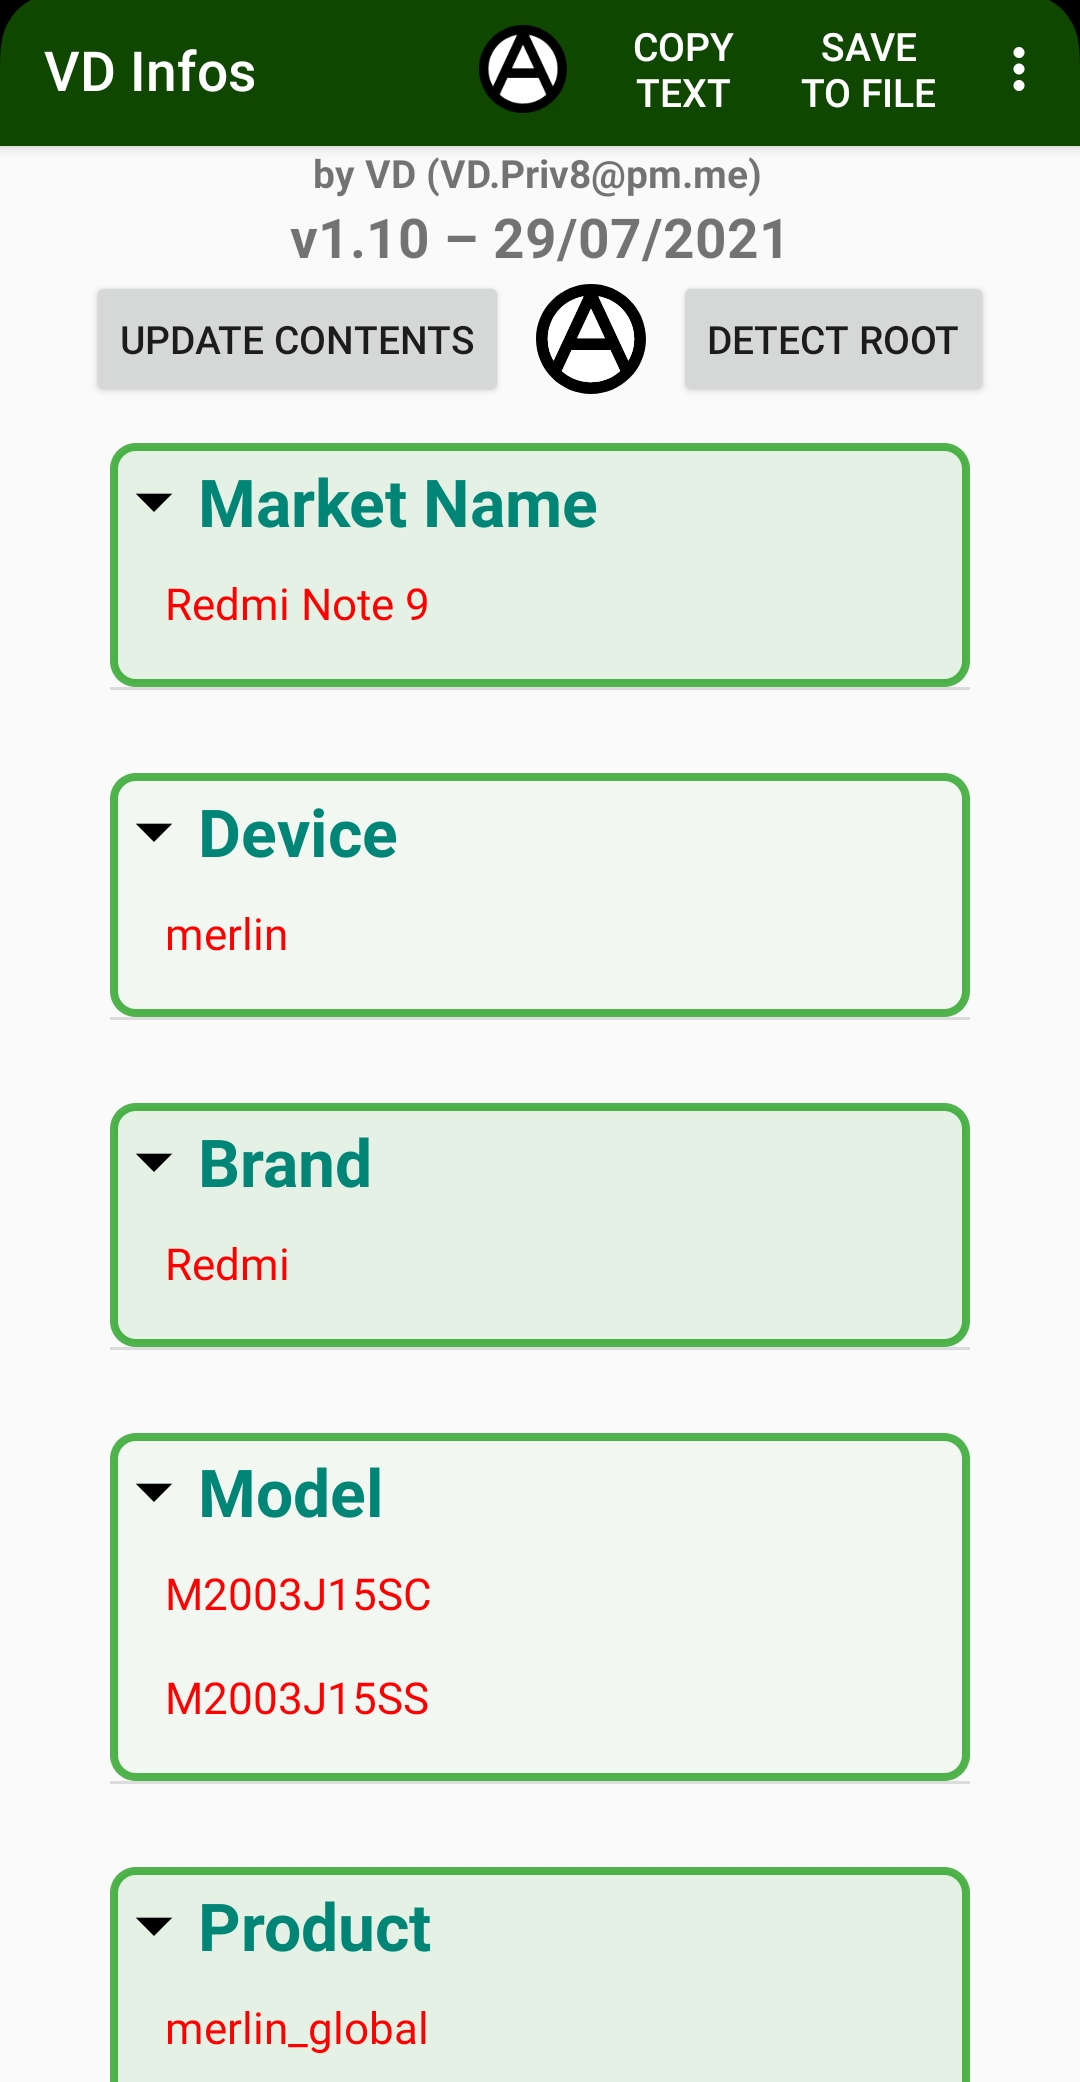 VD Infos
COPY
TEXT
SAVE
TO FILE
by VD (VD.Priv8@pm.me)
v1.10 – 29/07/2021
UPDATE CONTENTS
DETECT ROOT
Market Name
Redmi Note 9
Device
merlin
Brand
Redmi
Model
M2003J15SC
M2003J15SS
Product
merlin_global